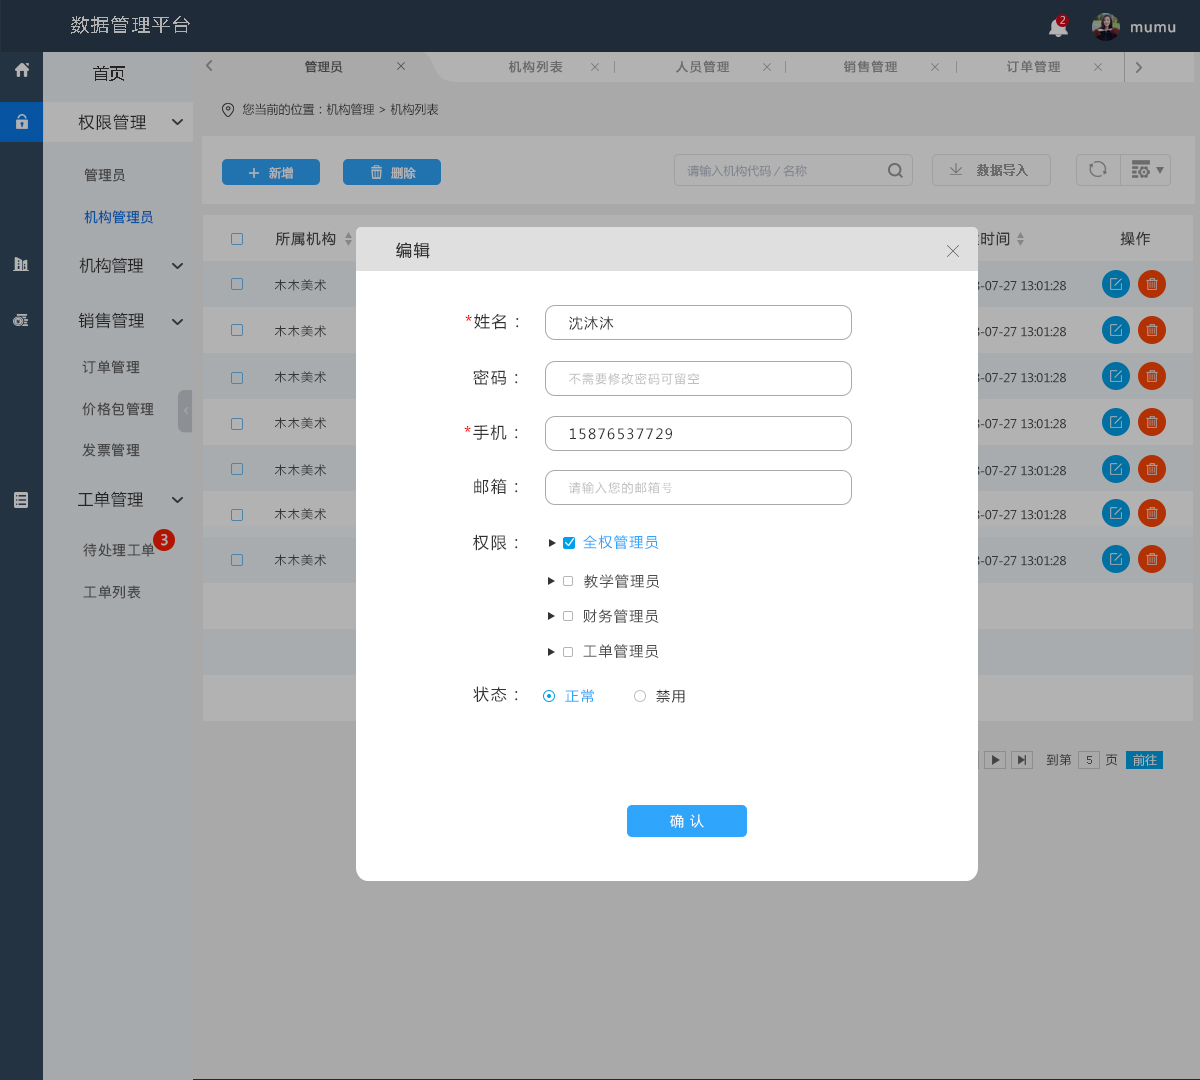 数据管理平台
2
mumu
首页
管理员
机构列表
人员管理
销售管理
订单管理
您当前的位置：机构管理 > 机构列表
权限管理
管理员
机构管理员
机构管理
销售管理
订单管理
价格包管理
发票管理
工单管理
待处理工单
3
工单列表
新增
删除
请输入机构代码 / 名称
数据导入
所属机构
时间
操作
木木美术
-07-27 13:01:28
木木美术
-07-27 13:01:28
木木美术
-07-27 13:01:28
木木美术
-07-27 13:01:28
木木美术
-07-27 13:01:28
木木美术
-07-27 13:01:28
木木美术
-07-27 13:01:28
到第 5 页 前往
编辑
*姓名： 沈沐沐
密码： 不需要修改密码可留空
*手机： 15876537729
邮箱： 请输入您的邮箱号
权限： 全权管理员
教学管理员
财务管理员
工单管理员
状态： 正常 禁用
确 认